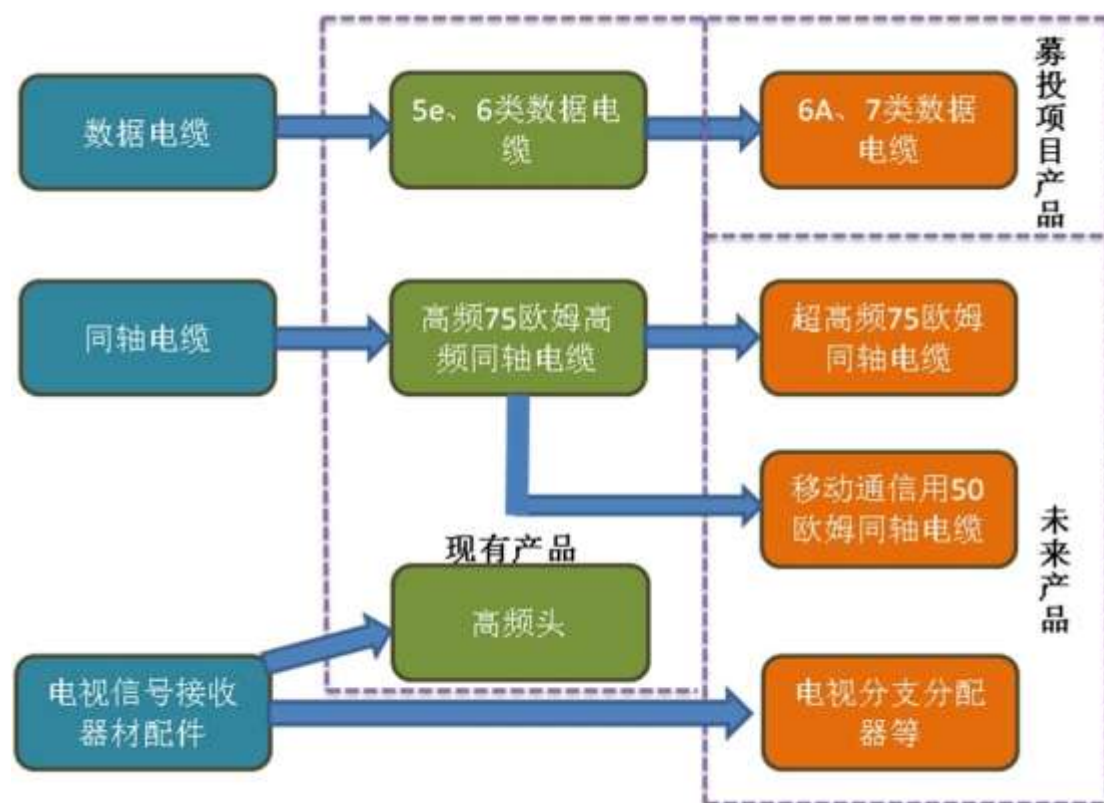 数据电缆
5e、6类数据电
缆
6A、7类数据
电缆
募投项目产品
同轴电缆
高频75欧姆高
频同轴电缆
超高频75欧姆
同轴电缆
移动通信用50
欧姆同轴电缆
未来产品
现有产品
高频头
电视信号接收
器材配件
电视分支分配
器等